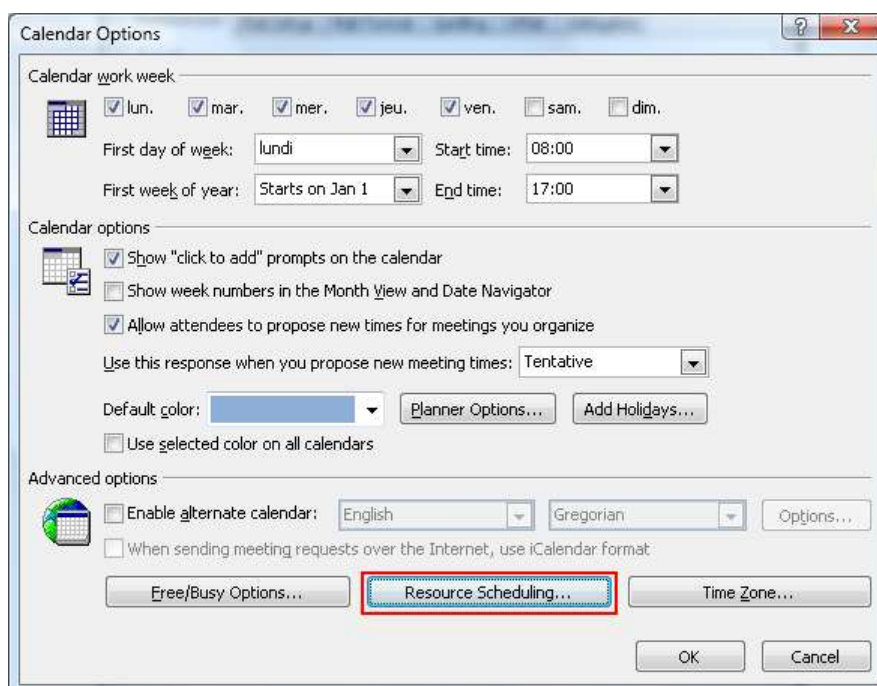 Calendar Options
Calendar work week
lun. mar. mer. jeu. ven. sam. dim.
First day of week: lundi Start time: 08:00
First week of year: Starts on Jan 1 End time: 17:00
Calendar options
Show "click to add" prompts on the calendar
Show week numbers in the Month View and Date Navigator
Allow attendees to propose new times for meetings you organize
Use this response when you propose new meeting times: Tentative
Default color: Planner Options... Add Holidays...
Use selected color on all calendars
Advanced options
Enable alternate calendar: English Gregorian Options...
When sending meeting requests over the Internet, use iCalendar format
Free/Busy Options... Resource Scheduling... Time Zone...
OK Cancel